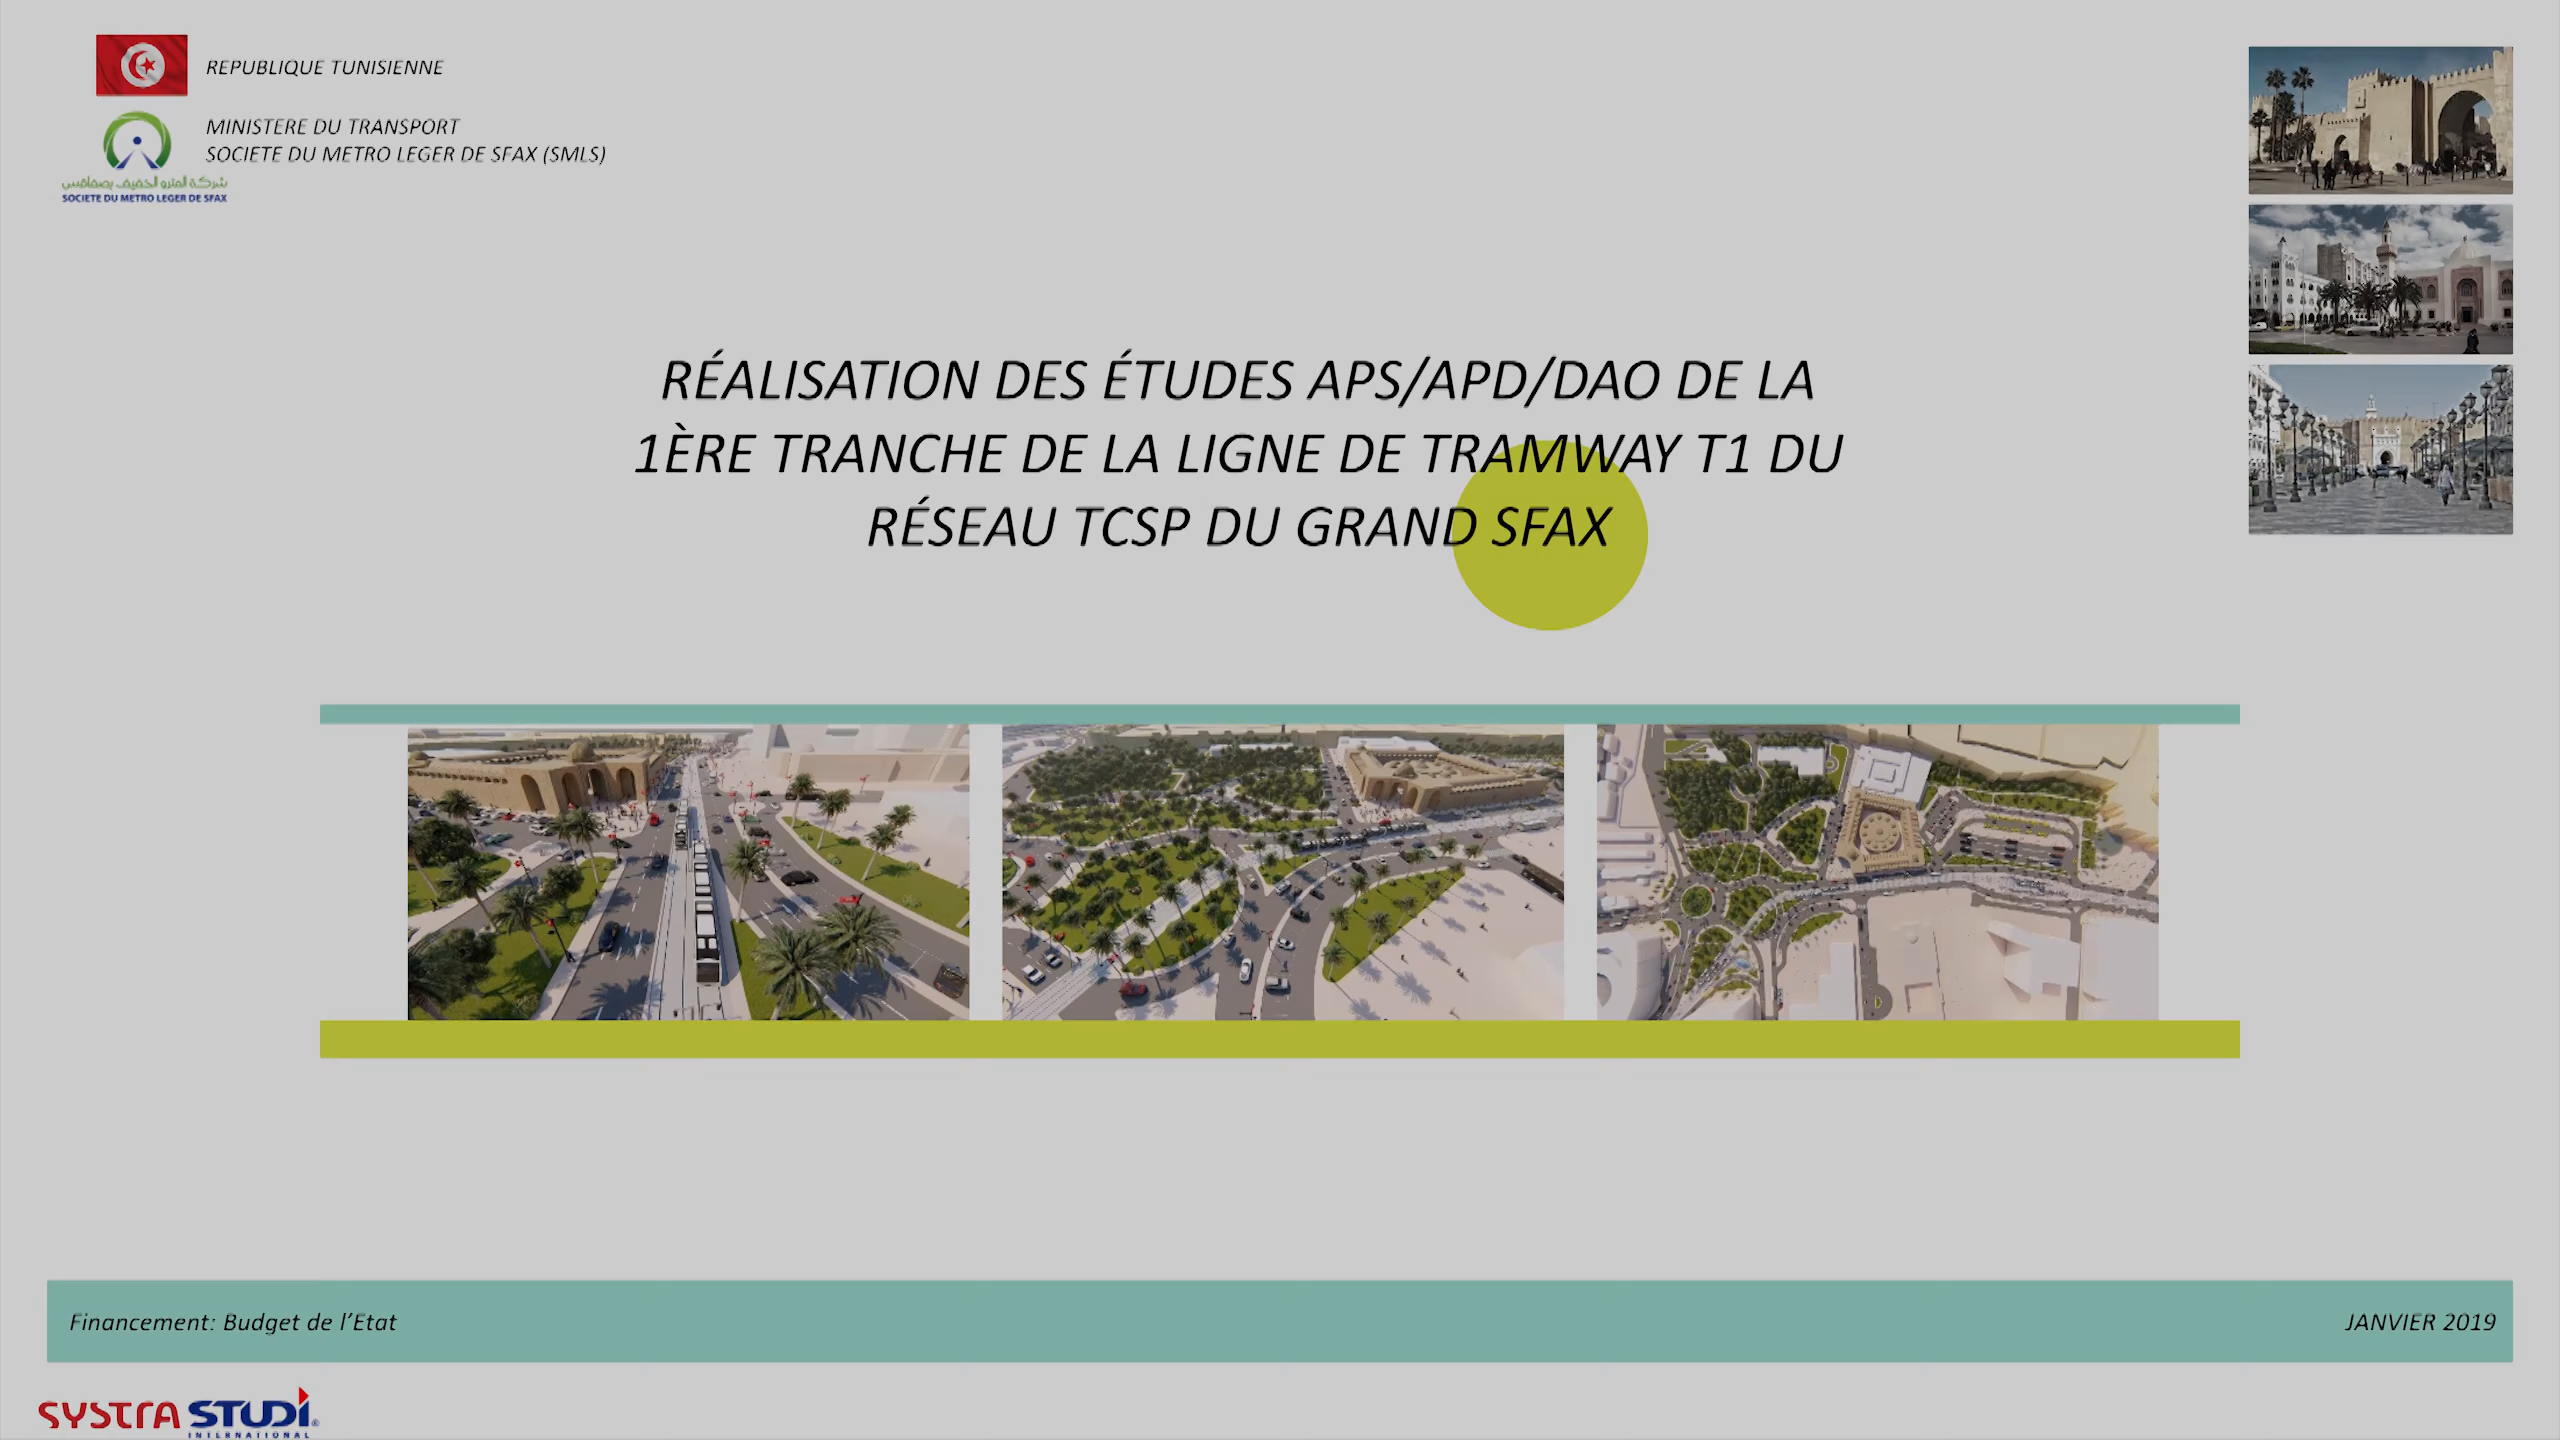 REPUBLIQUE TUNISIENNE
MINISTERE DU TRANSPORT
SOCIETE DU METRO LEGER DE SFAX (SMLS)
شركة المترو الخفيف بصفاقس
SOCIETE DU METRO LEGER DE SFAX
RÉALISATION DES ÉTUDES APS/APD/DAO DE LA
1ÈRE TRANCHE DE LA LIGNE DE TRAMWAY T1 DU
RÉSEAU TCSP DU GRAND SFAX
Financement: Budget de l’Etat
JANVIER 2019
SYSTRA STUDI
INTERNATIONAL